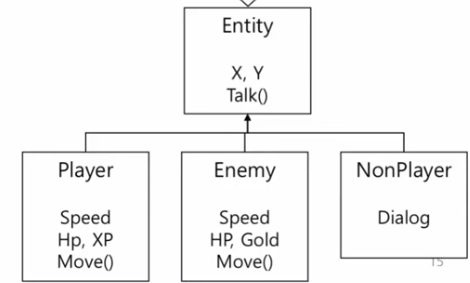 Entity
X, Y
Talk()
Player
Speed
Hp, XP
Move()
Enemy
Speed
HP, Gold
Move()
NonPlayer
Dialog
15